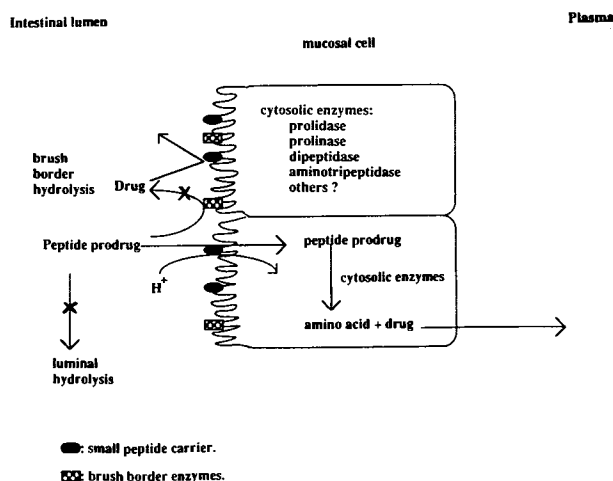 Intestinal lumen
Plasma
mucosal cell
cytosolic enzymes:
prolidase
prolinase
dipeptidase
aminotripeptidase
others ?
brush
border
hydrolysis
Drug
Peptide prodrug
peptide prodrug
H+
cytosolic enzymes
amino acid + drug
luminal
hydrolysis
: small peptide carrier.
: brush border enzymes.